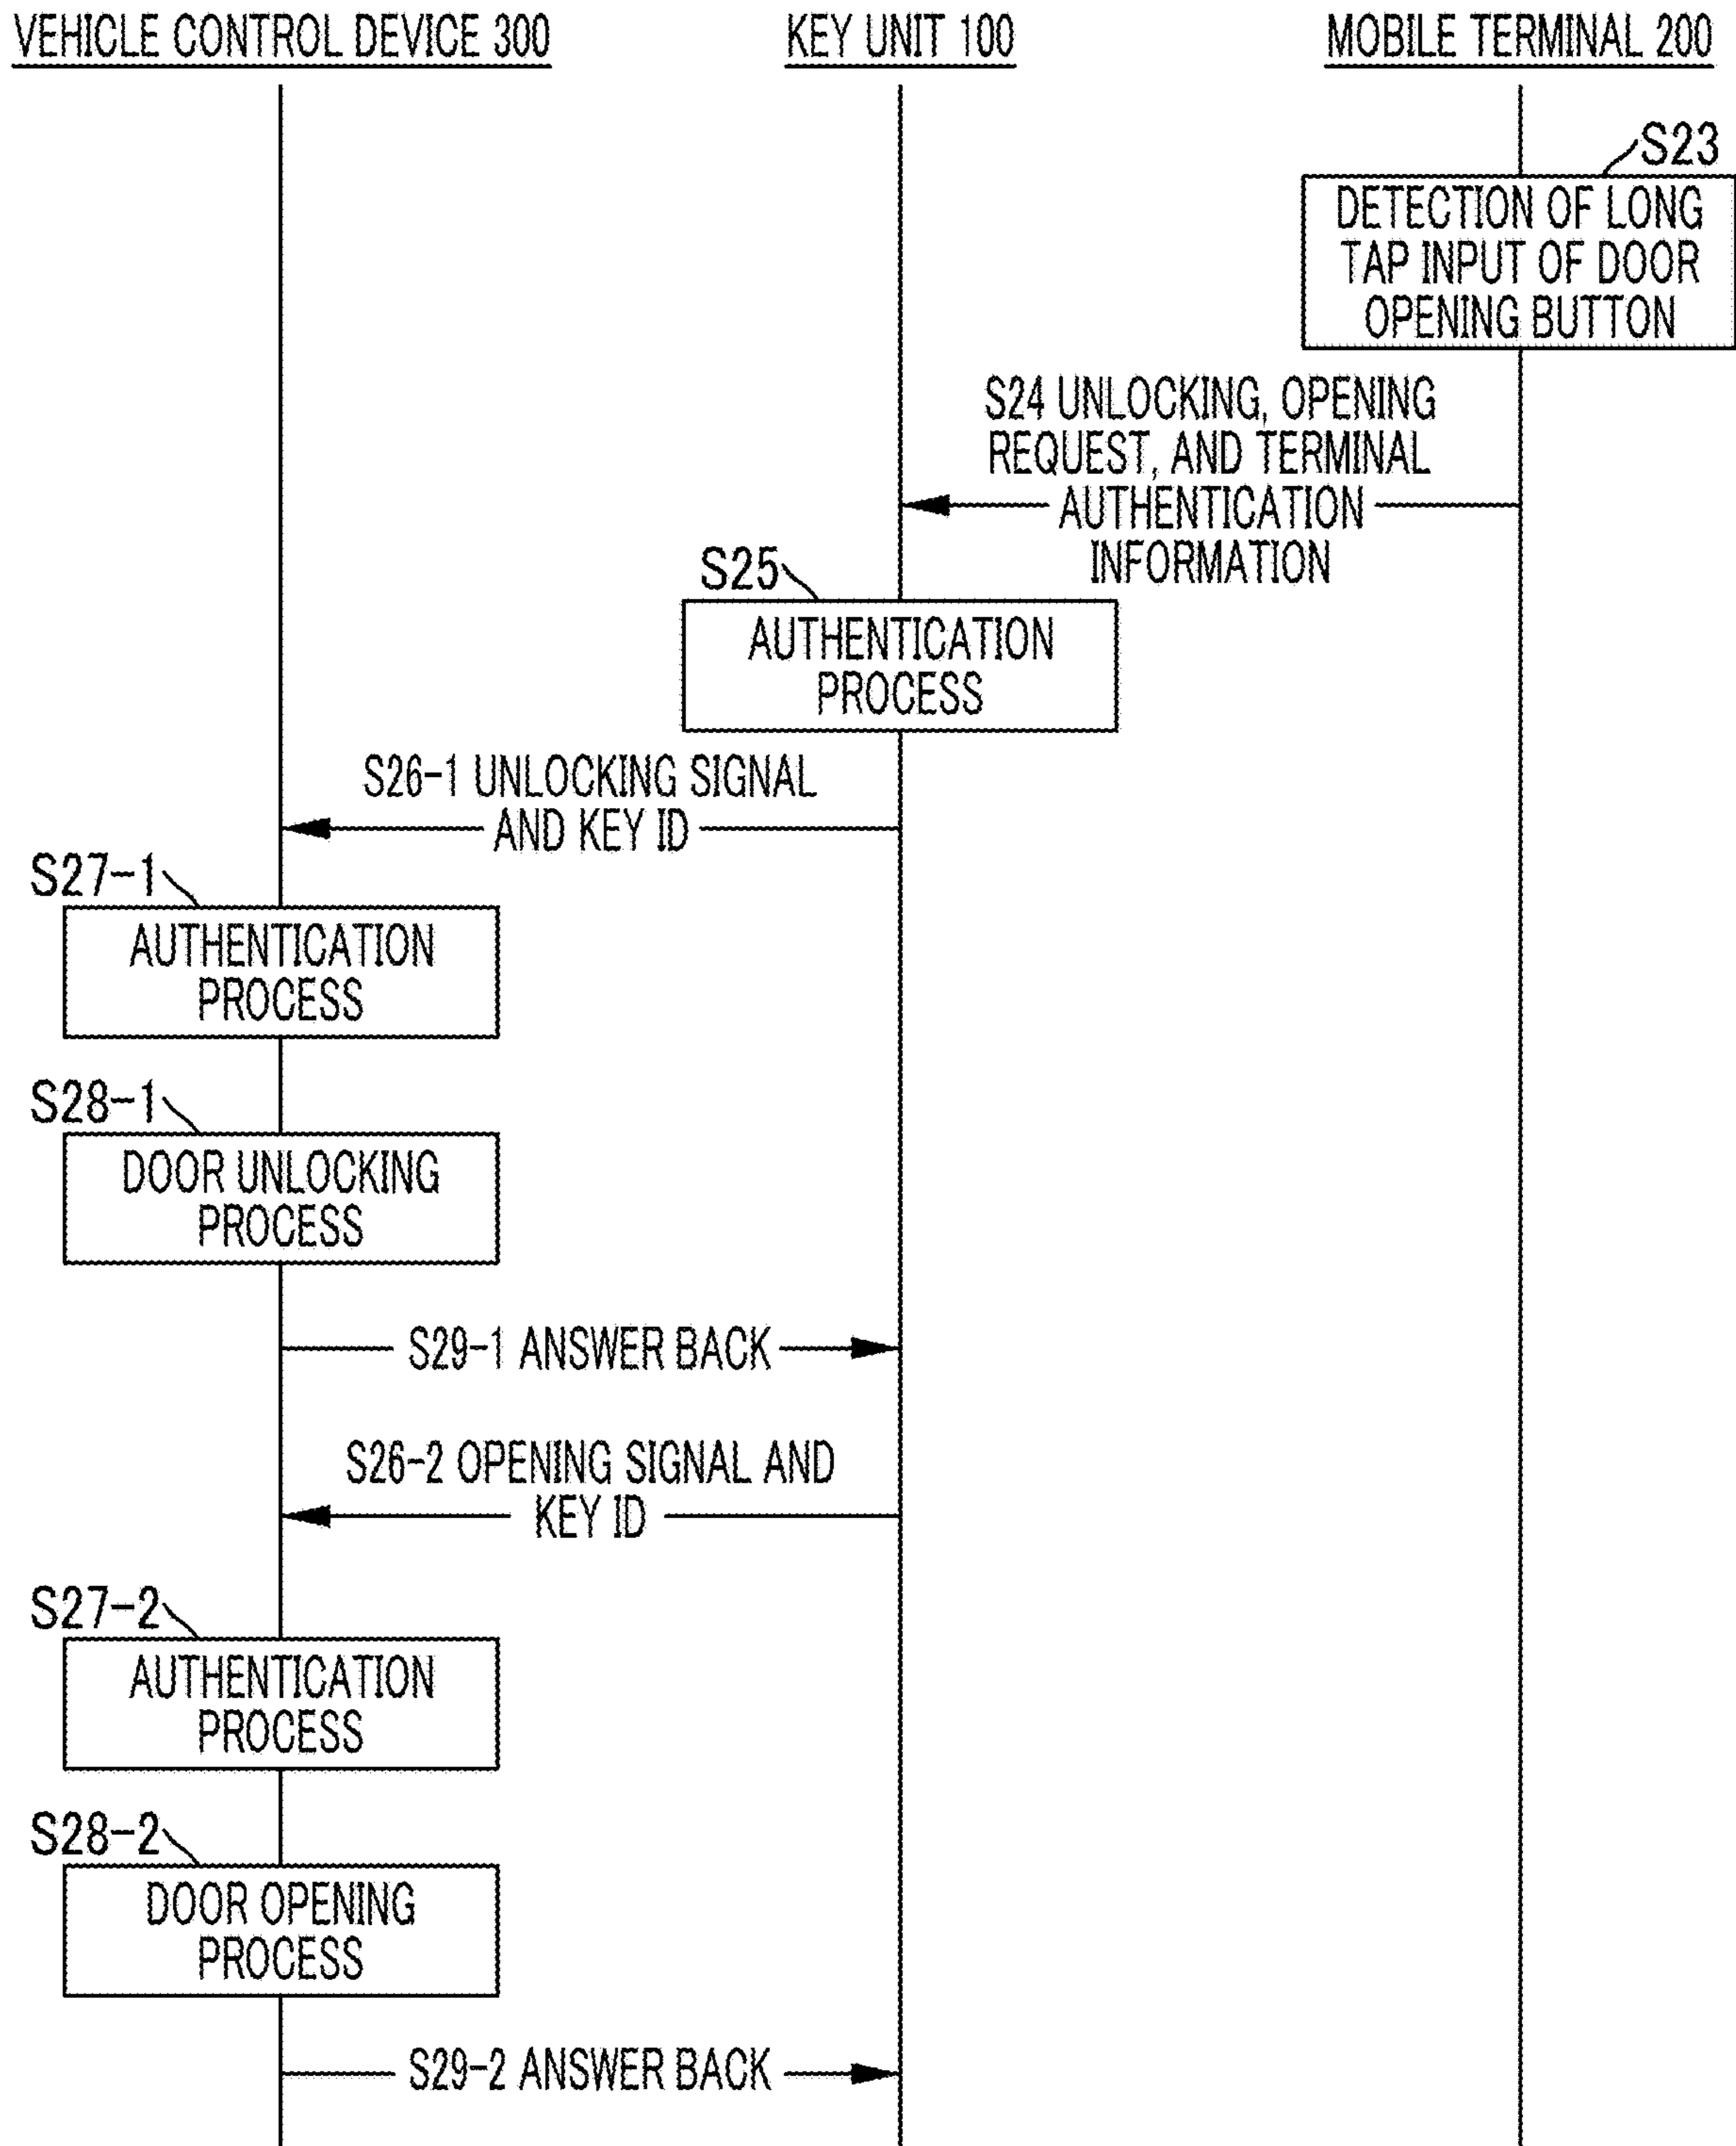 VEHICLE CONTROL DEVICE 300
KEY UNIT 100
MOBILE TERMINAL 200
S23
DETECTION OF LONG
TAP INPUT OF DOOR
OPENING BUTTON
S24 UNLOCKING, OPENING
REQUEST, AND TERMINAL
AUTHENTICATION
INFORMATION
S25
AUTHENTICATION
PROCESS
S26-1 UNLOCKING SIGNAL
AND KEY ID
S27-1
AUTHENTICATION
PROCESS
S28-1
DOOR UNLOCKING
PROCESS
S29-1 ANSWER BACK
S26-2 OPENING SIGNAL AND
KEY ID
S27-2
AUTHENTICATION
PROCESS
S28-2
DOOR OPENING
PROCESS
S29-2 ANSWER BACK